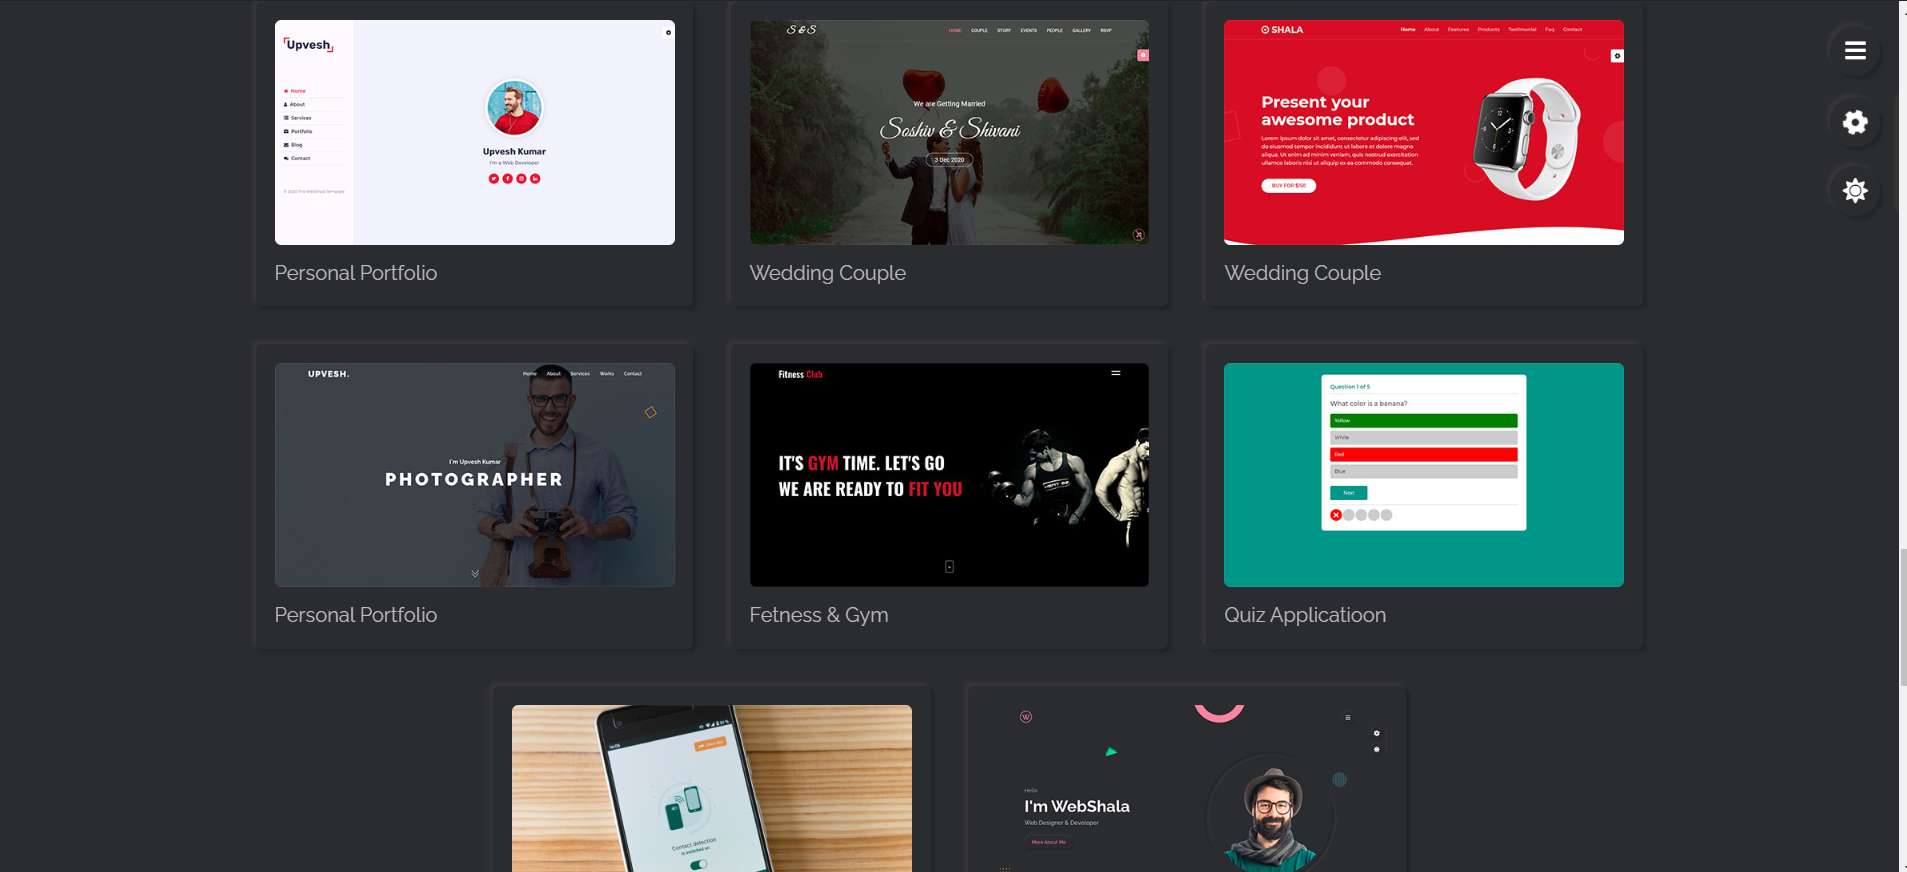 Upvesh
Home
About
Services
Portfolio
Blog
Contact
© 2020 The WebShala Template
Upvesh Kumar
I'm a Web Developer
Personal Portfolio
S & S
HOME COUPLE STORY EVENTS PEOPLE GALLERY RSVP
We are Getting Married
Soshiv & Shivani
3 Dec 2020
Wedding Couple
SHALA
Home About Features Products Testimonial Faq Contact
Present your
awesome product
Lorem ipsum dolor sit amet, consectetur adipiscing elit, sed
do eiusmod tempor incididunt ut labore et dolore magna
aliqua. Ut enim ad minim veniam, quis nostrud exercitation
ullamco laboris nisi ut aliquip ex ea commodo consequat.
BUY FOR $150
Wedding Couple
UPVESH.
Home About Services Works Contact
I'm Upvesh Kumar
PHOTOGRAPHER
Personal Portfolio
Fitness Club
IT'S GYM TIME. LET'S GO
WE ARE READY TO FIT YOU
Fetness & Gym
Question 1 of 5
What color is a banana?
Yellow
White
Red
Blue
Next
Quiz Applicatioon
Contact detection
is switched on
W
Hello
I'm WebShala
Web Designer & Developer
More About Me